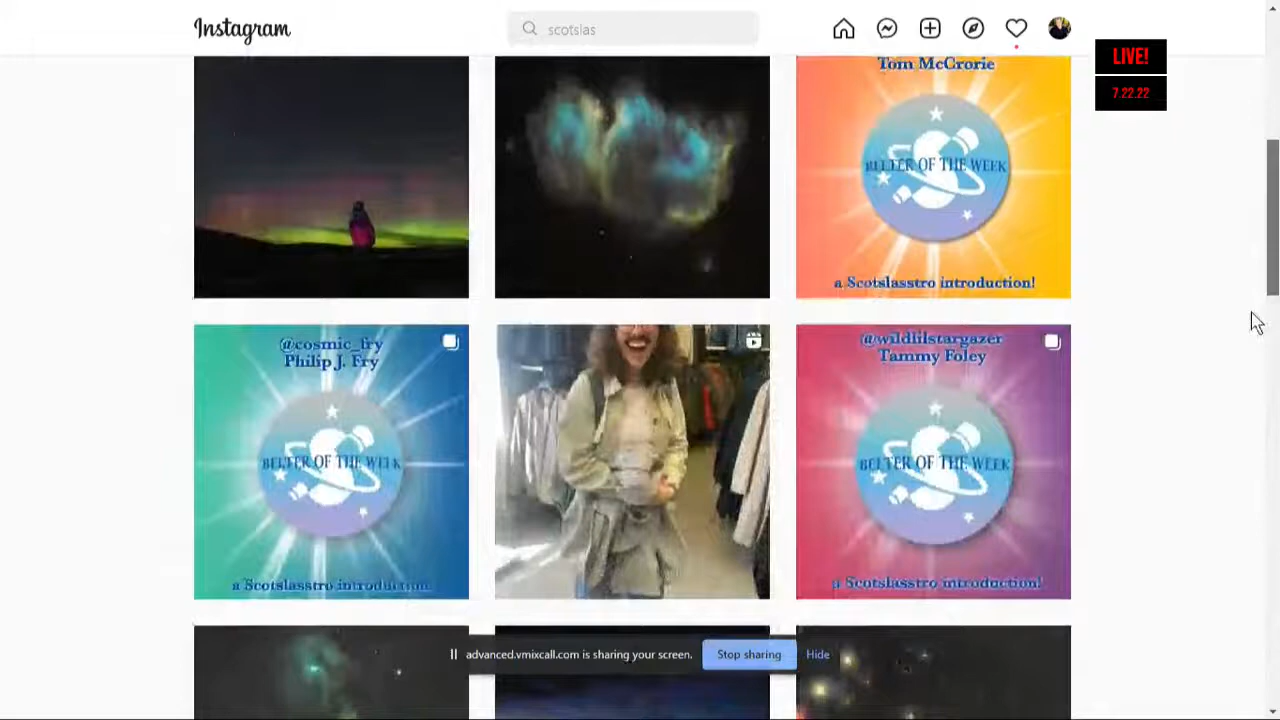 Instagram
scotslas
LIVE!
7.22.22
Tom McCrorie
BELTER OF THE WEEK
a Scotslasstro introduction!
@cosmic_fry
Philip J. Fry
BELTER OF THE WEEK
a Scotslasstro introduction!
@wildlilstargazer
Tammy Foley
BELTER OF THE WEEK
a Scotslasstro introduction!
advanced.vmixcall.com is sharing your screen.
Stop sharing
Hide